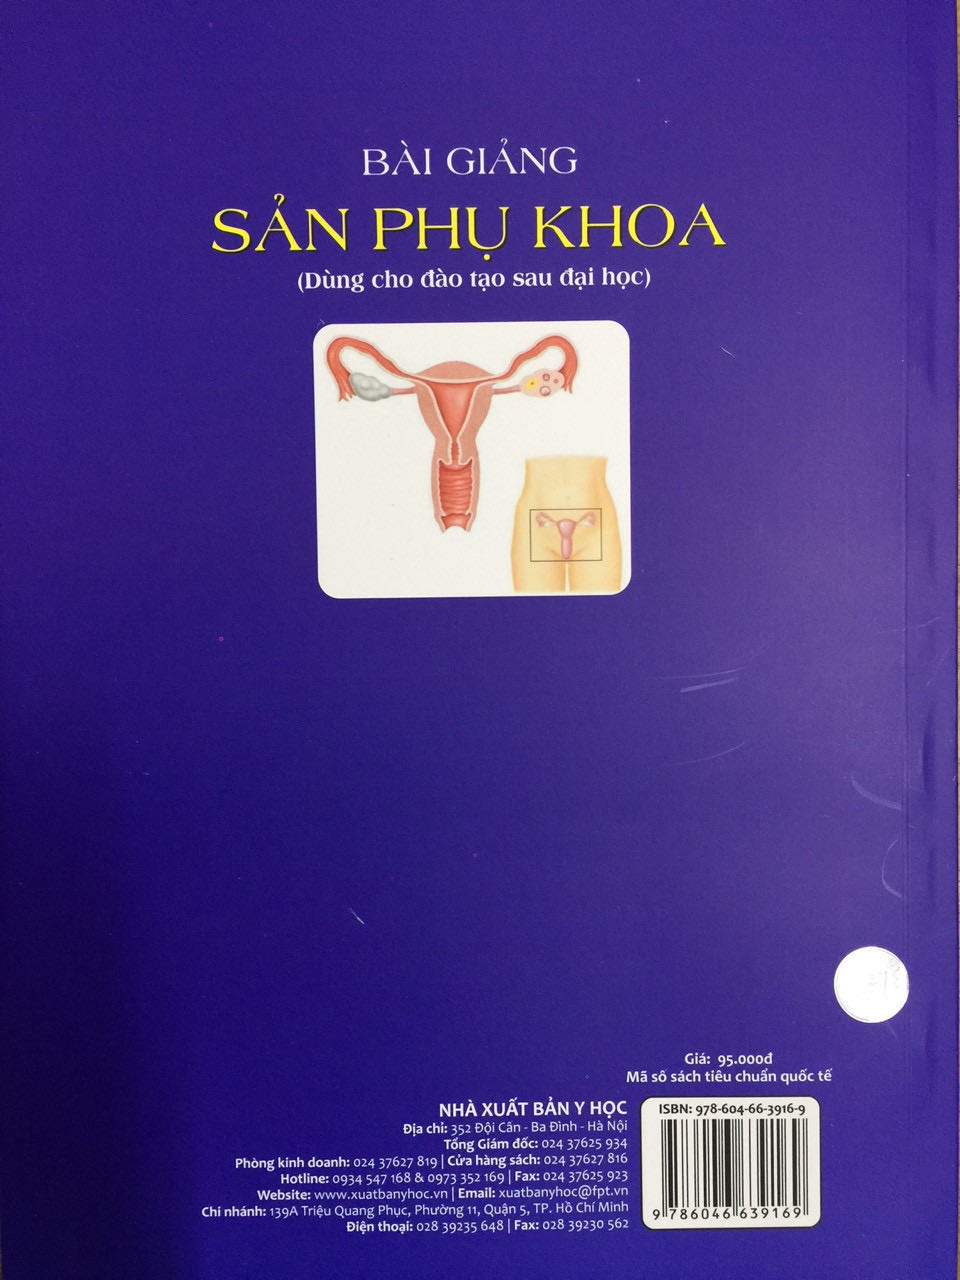 BÀI GIẢNG
SẢN PHỤ KHOA
(Dùng cho đào tạo sau đại học)
Giá: 95.000đ
Mã số sách tiêu chuẩn quốc tế
NHÀ XUẤT BẢN Y HỌC
Địa chỉ: 352 Đội Cấn - Ba Đình - Hà Nội
Tổng Giám đốc: 024 37625 934
Phòng kinh doanh: 024 37627 819 | Cửa hàng sách: 024 37627 816
Hotline: 0934 547 168 & 0973 352 169 | Fax: 024 37625 923
Website: www.xuatbanyhoc.vn | Email: xuatbanyhoc@fpt.vn
Chi nhánh: 139A Triệu Quang Phục, Phường 11, Quận 5, TP. Hồ Chí Minh
Điện thoại: 028 39235 648 | Fax: 028 39230 562
ISBN: 978-604-66-3916-9
9 786046 639169